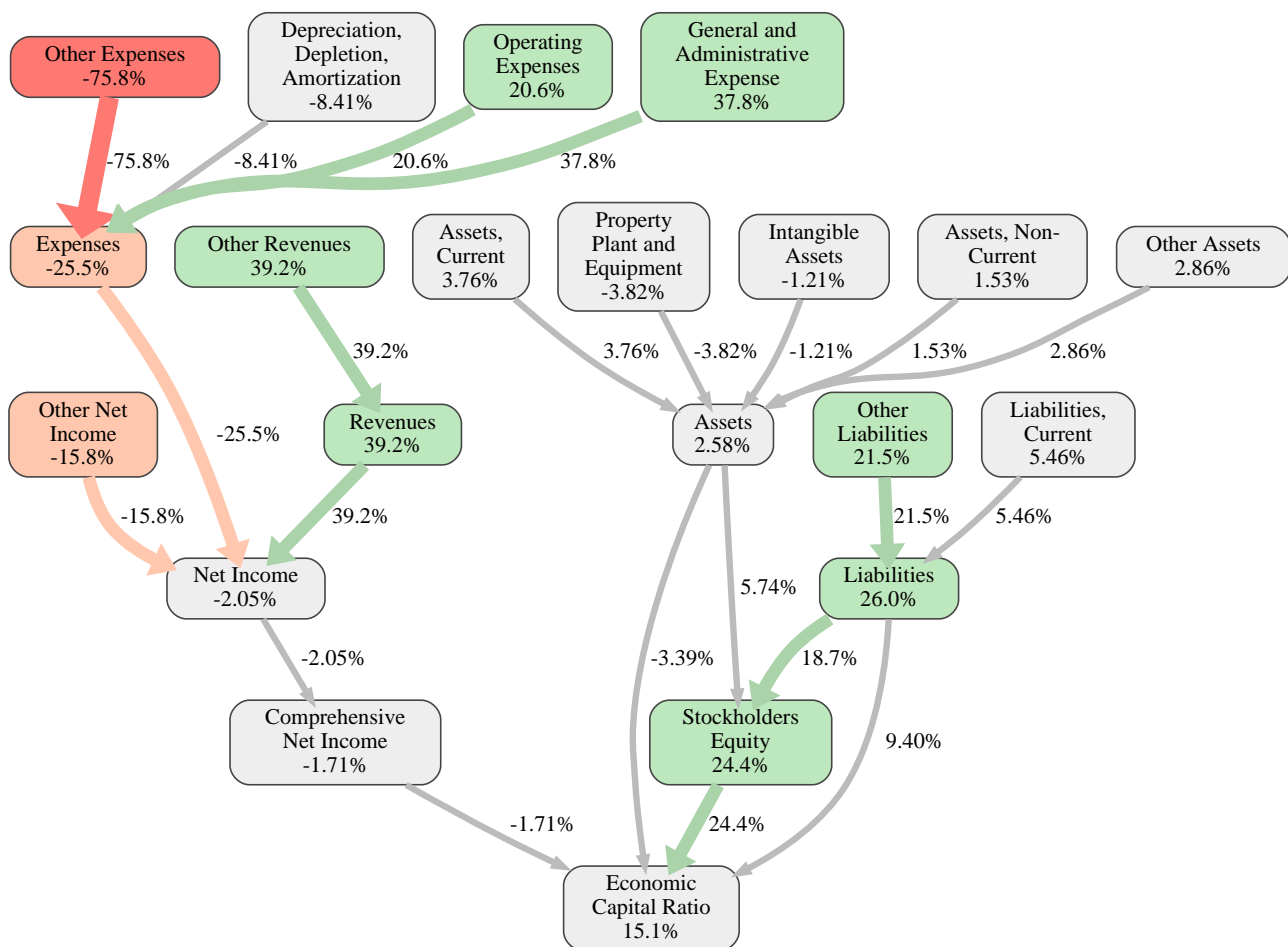 Other Expenses
-75.8%
Depreciation,
Depletion,
Amortization
-8.41%
Operating
Expenses
20.6%
General and
Administrative
Expense
37.8%
-75.8%
-8.41%
20.6%
37.8%
Expenses
-25.5%
Other Revenues
39.2%
Assets,
Current
3.76%
Property
Plant and
Equipment
-3.82%
Intangible
Assets
-1.21%
Assets, Non-
Current
1.53%
Other Assets
2.86%
39.2%
3.76%
-3.82%
-1.21%
1.53%
2.86%
Other Net
Income
-15.8%
-25.5%
Revenues
39.2%
Assets
2.58%
Other
Liabilities
21.5%
Liabilities,
Current
5.46%
-15.8%
39.2%
21.5%
5.46%
Net Income
-2.05%
5.74%
Liabilities
26.0%
-2.05%
-3.39%
18.7%
Comprehensive
Net Income
-1.71%
Stockholders
Equity
24.4%
9.40%
-1.71%
24.4%
Economic
Capital Ratio
15.1%